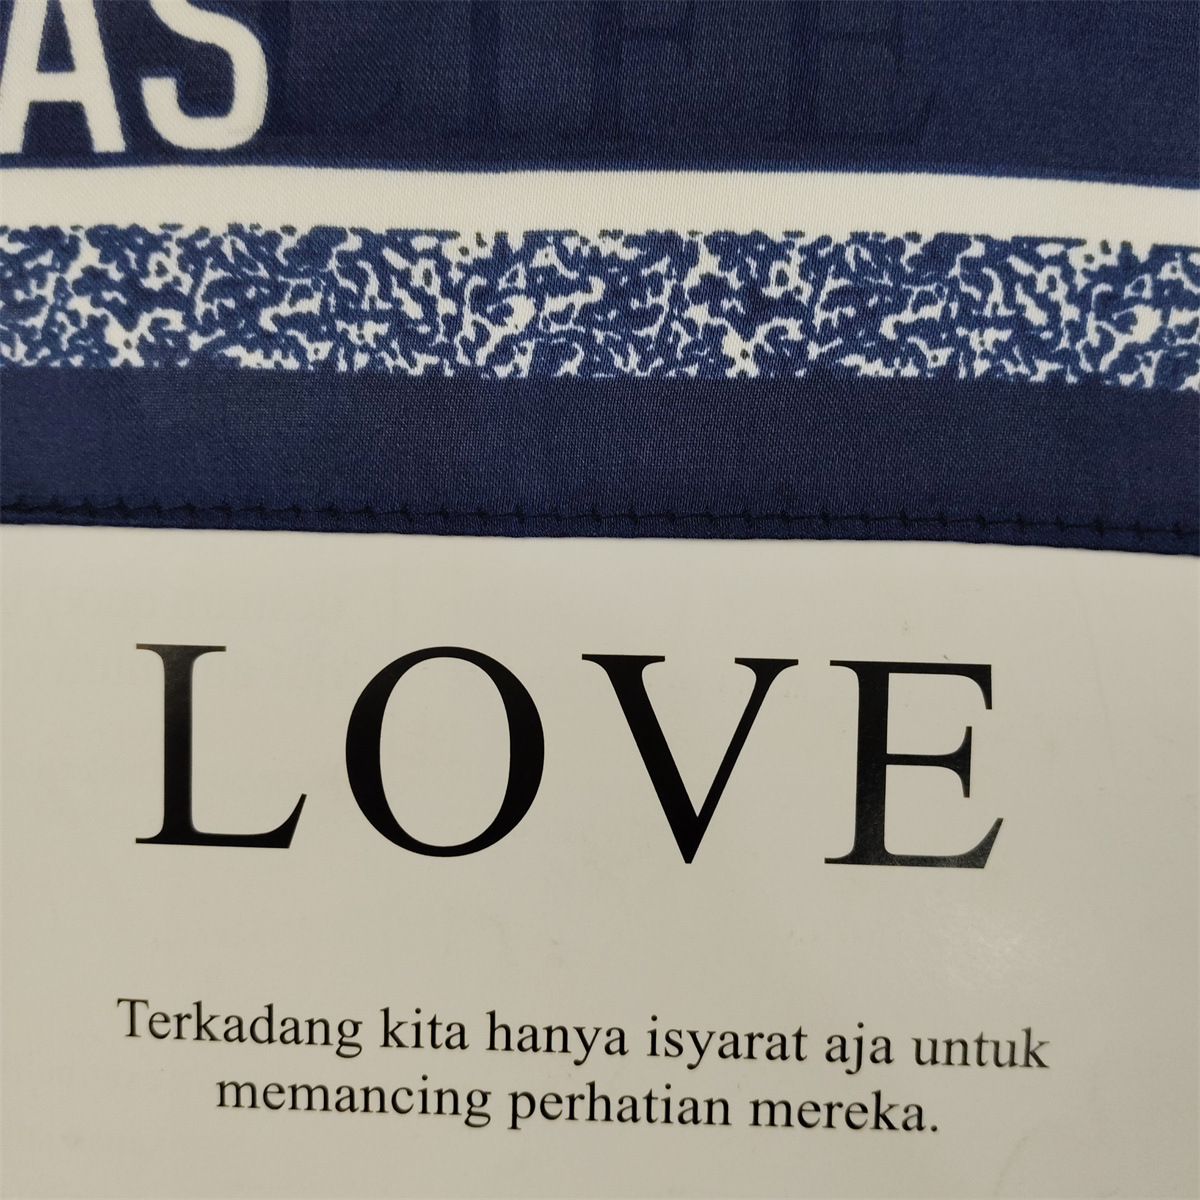 AS
LOVE
Terkadang kita hanya isyarat aja untuk
memancing perhatian mereka.